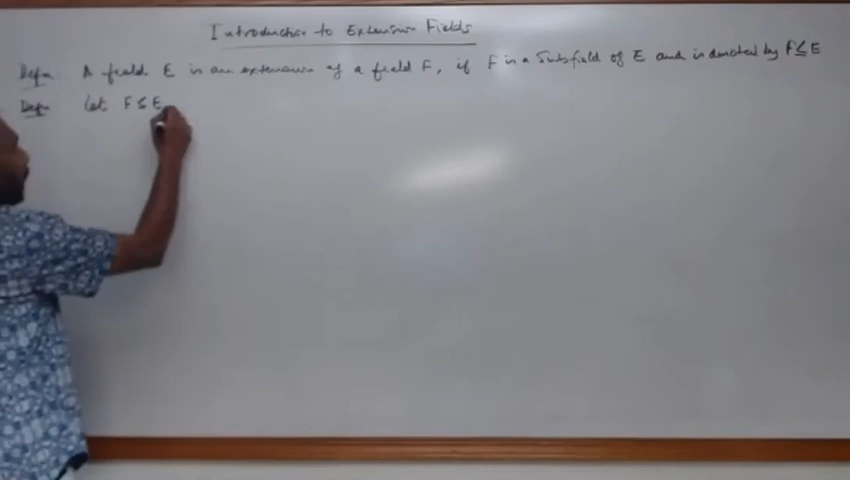 Introduction to Extension Fields
Defn A field E is an extension of a field F, if F is a Subfield of E and is denoted by F ≤ E
Defn Let F ≤ E